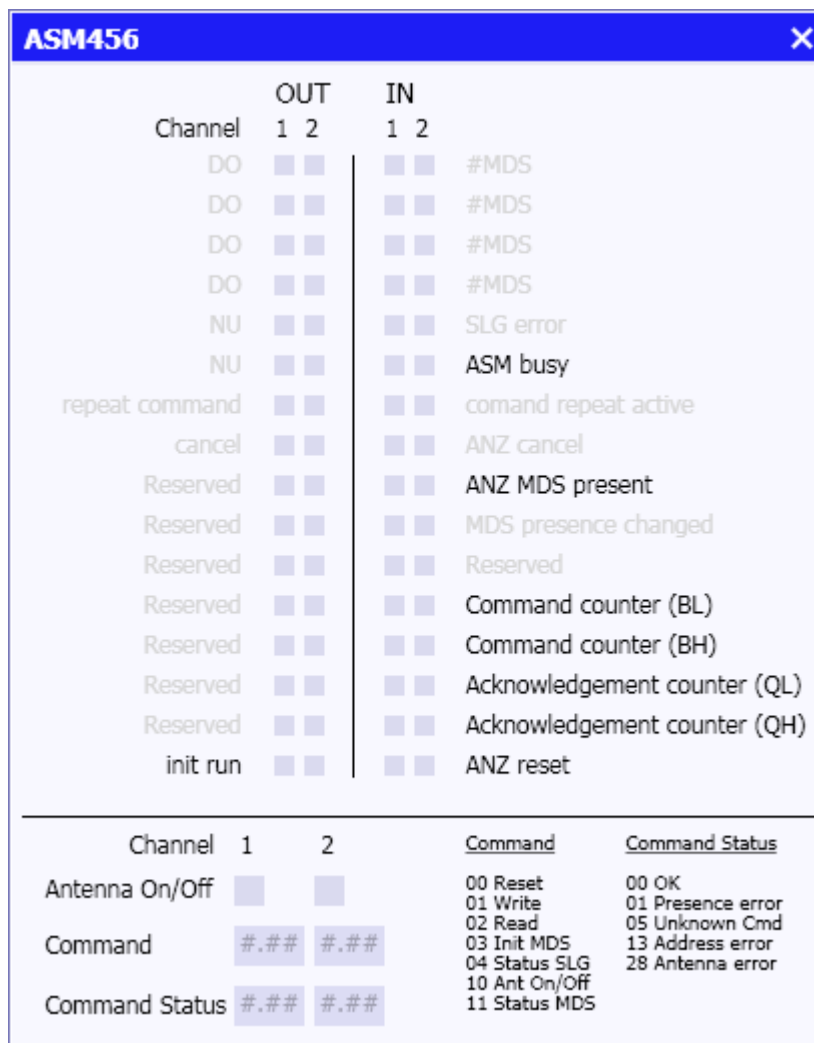 ASM456
OUT IN
Channel 1 2 1 2
DO #MDS
DO #MDS
DO #MDS
DO #MDS
NU SLG error
NU ASM busy
repeat command comand repeat active
cancel ANZ cancel
Reserved ANZ MDS present
Reserved MDS presence changed
Reserved Reserved
Reserved Command counter (BL)
Reserved Command counter (BH)
Reserved Acknowledgement counter (QL)
Reserved Acknowledgement counter (QH)
init run ANZ reset
Channel 1 2
Antenna On/Off
Command #.## #.##
Command Status #.## #.##
Command
00 Reset
01 Write
02 Read
03 Init MDS
04 Status SLG
10 Ant On/Off
11 Status MDS
Command Status
00 OK
01 Presence error
05 Unknown Cmd
13 Address error
28 Antenna error